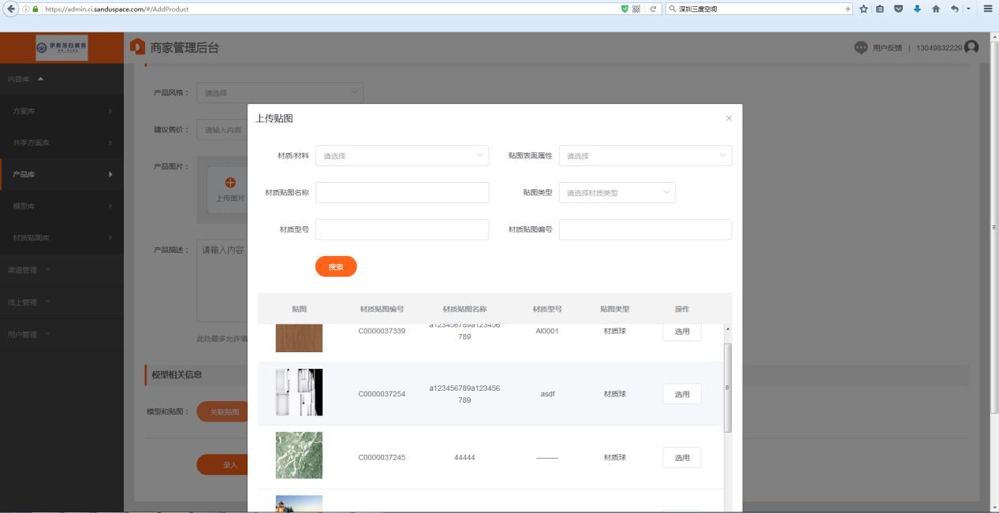 https://admin.ci.sanduspace.com/#/AddProduct
深圳三度空间
商家管理后台
用户反馈 | 13049832229
内容库
方案库
共享方案库
产品库
模型库
材质贴图库
渠道管理
线上管理
用户管理
产品风格：
请选择
建议售价：
请输入内容
产品图片：
上传图片
产品描述：
请输入内容
此处最多允许填
模型相关信息
模型和贴图：
关联贴图
录入
上传贴图
材质/材料
请选择
贴图表面属性
请选择
材质贴图名称
贴图类型
请选择材质类型
材质型号
材质贴图编号
搜索
贴图 材质贴图编号 材质贴图名称 材质型号 贴图类型 操作
C0000037339 a123456789a123456789 AI0001 材质球 选用
C0000037254 a123456789a123456789 asdf 材质球 选用
C0000037245 44444 —— 材质球 选用